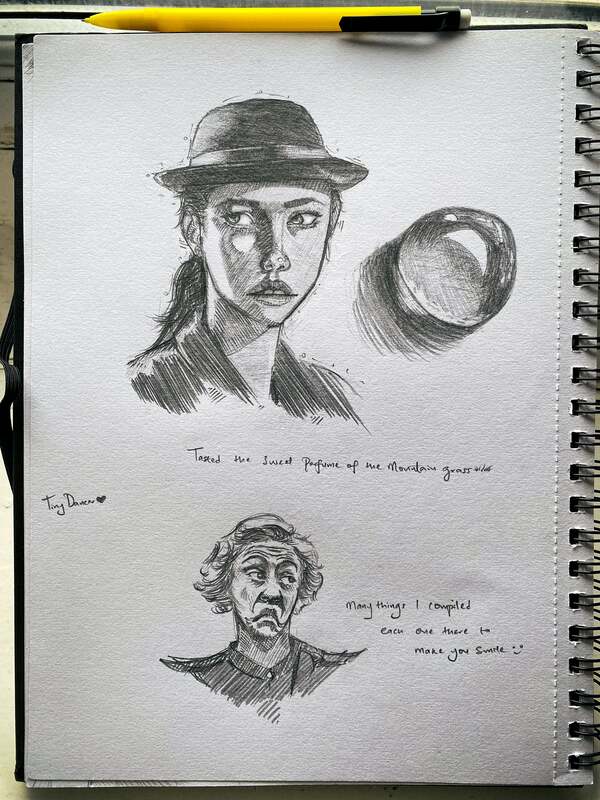 Tasted the Sweet Perfume of the Mountain grass
Tiny Dancer♥
Many things I compiled
each one there to
make you smile :)